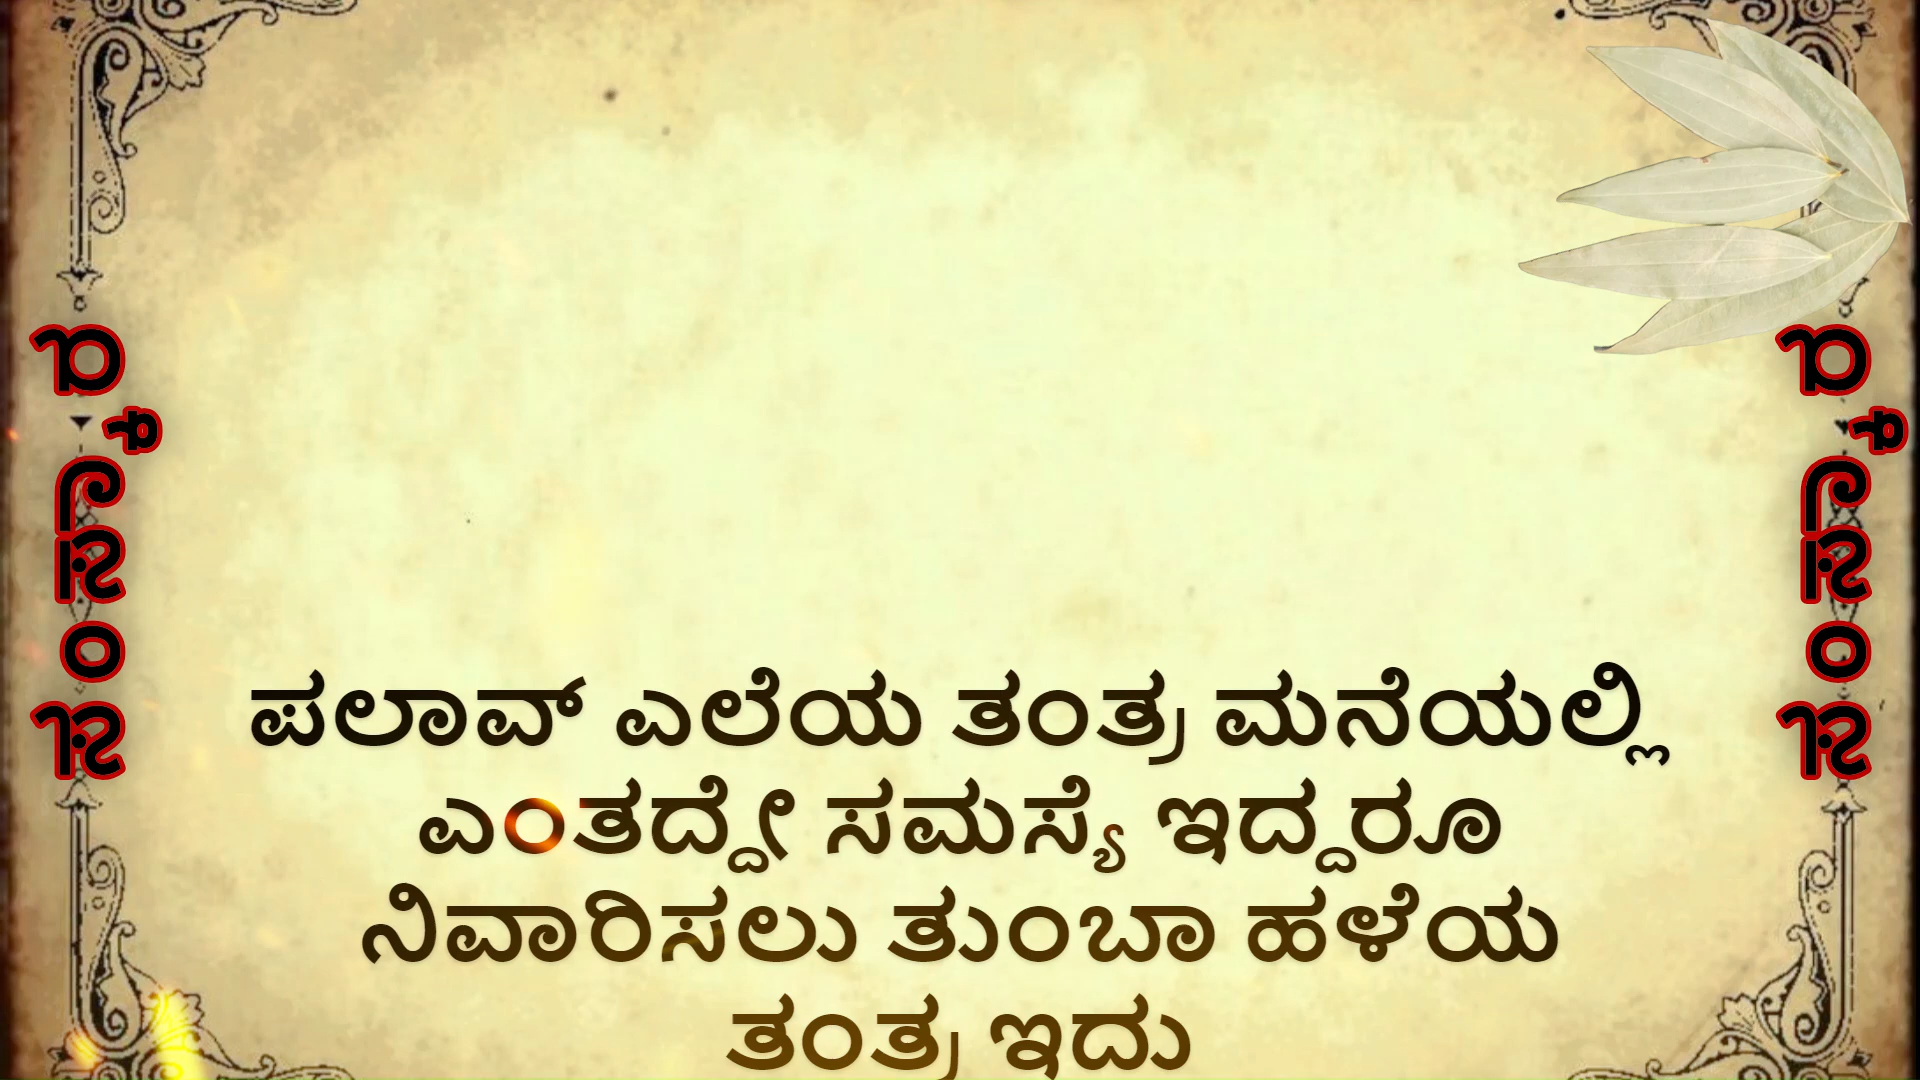 ಸಂಸ್ಕಾರ
ಸಂಸ್ಕಾರ
ಪಲಾವ್ ಎಲೆಯ ತಂತ್ರ ಮನೆಯಲ್ಲಿ
ಎಂತದ್ದೇ ಸಮಸ್ಯೆ ಇದ್ದರೂ
ನಿವಾರಿಸಲು ತುಂಬಾ ಹಳೆಯ
ತಂತ್ರ ಇದು